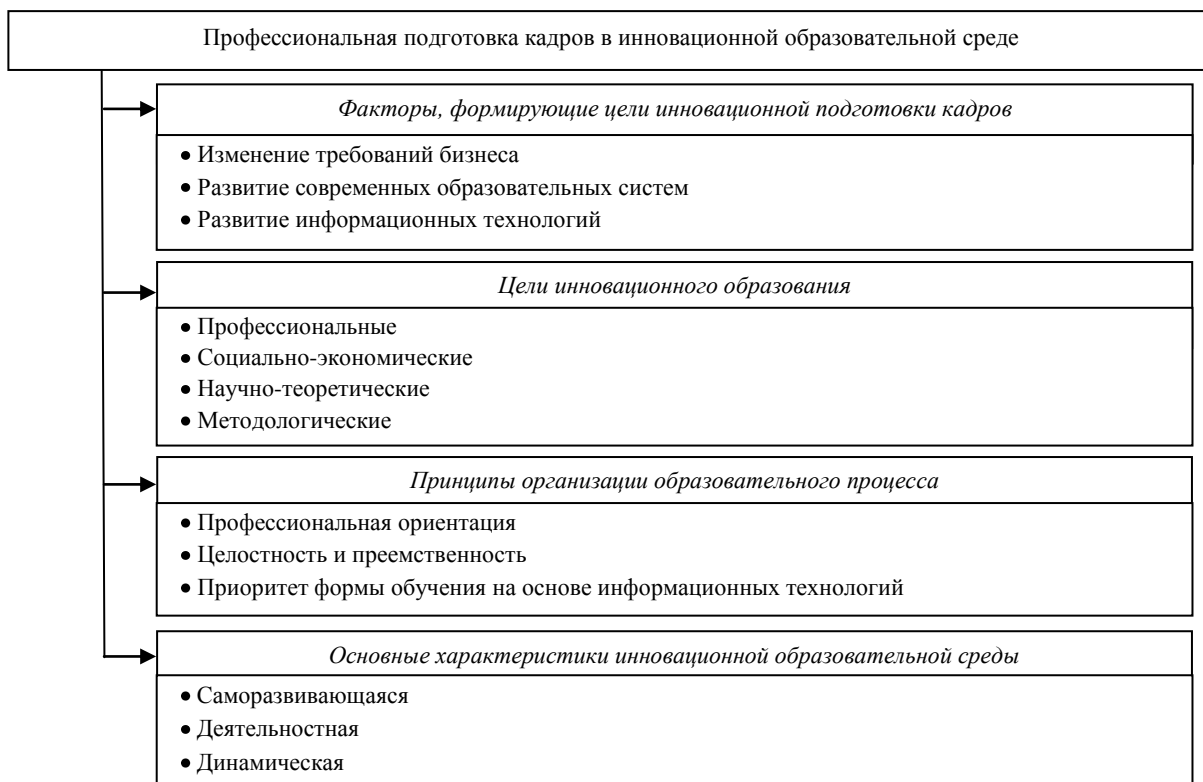 Профессиональная подготовка кадров в инновационной образовательной среде
Факторы, формирующие цели инновационной подготовки кадров
• Изменение требований бизнеса
• Развитие современных образовательных систем
• Развитие информационных технологий
Цели инновационного образования
• Профессиональные
• Социально-экономические
• Научно-теоретические
• Методологические
Принципы организации образовательного процесса
• Профессиональная ориентация
• Целостность и преемственность
• Приоритет формы обучения на основе информационных технологий
Основные характеристики инновационной образовательной среды
• Саморазвивающаяся
• Деятельностная
• Динамическая